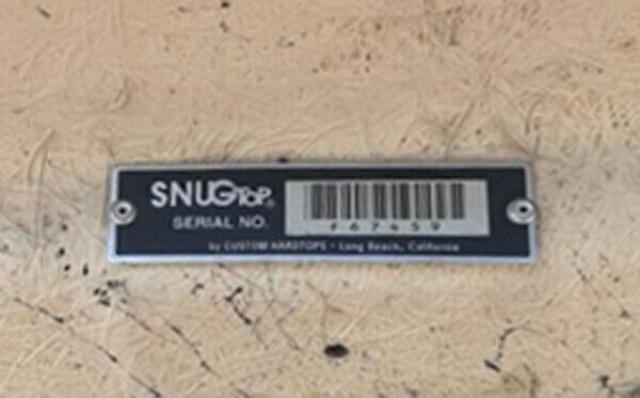 SNUGTOP®
SERIAL NO.
F67459
by CUSTOM HARDTOPS • Long Beach, California